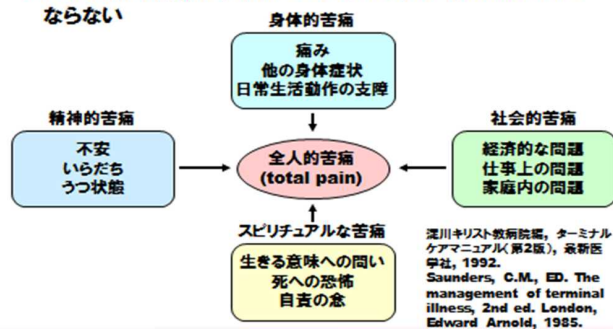 ならない
身体的苦痛
痛み
他の身体症状
日常生活動作の支障
精神的苦痛
不安
いらだち
うつ状態
全人的苦痛
(total pain)
社会的苦痛
経済的な問題
仕事上の問題
家庭内の問題
スピリチュアルな苦痛
生きる意味への問い
死への恐怖
自責の念
淀川キリスト教病院編, ターミナル
ケアマニュアル(第2版), 最新医
学社, 1992.
Saunders, C.M., ED. The
management of terminal
illness, 2nd ed. London,
Edward Arnold, 1985.